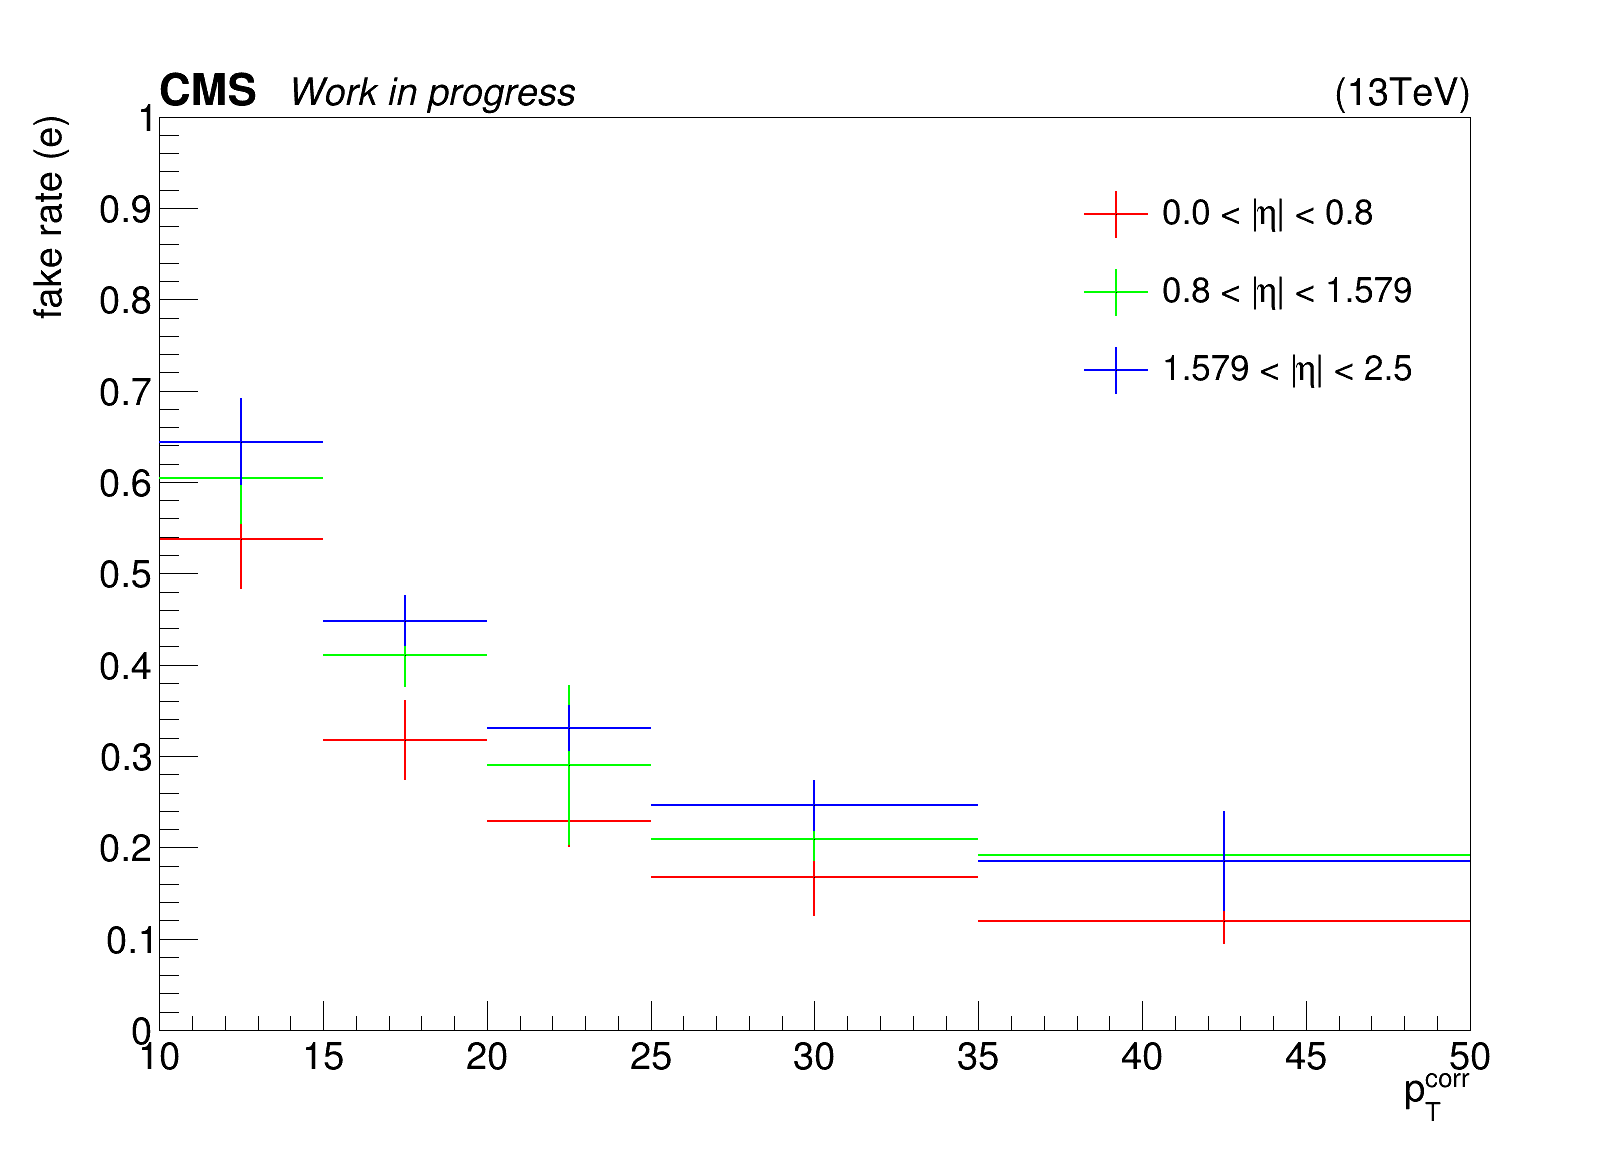 CMS Work in progress (13TeV)
fake rate (e)
1
0.9
0.8
0.7
0.6
0.5
0.4
0.3
0.2
0.1
0
0.0 < |η| < 0.8
0.8 < |η| < 1.579
1.579 < |η| < 2.5
10 15 20 25 30 35 40 45 50
p_T^corr